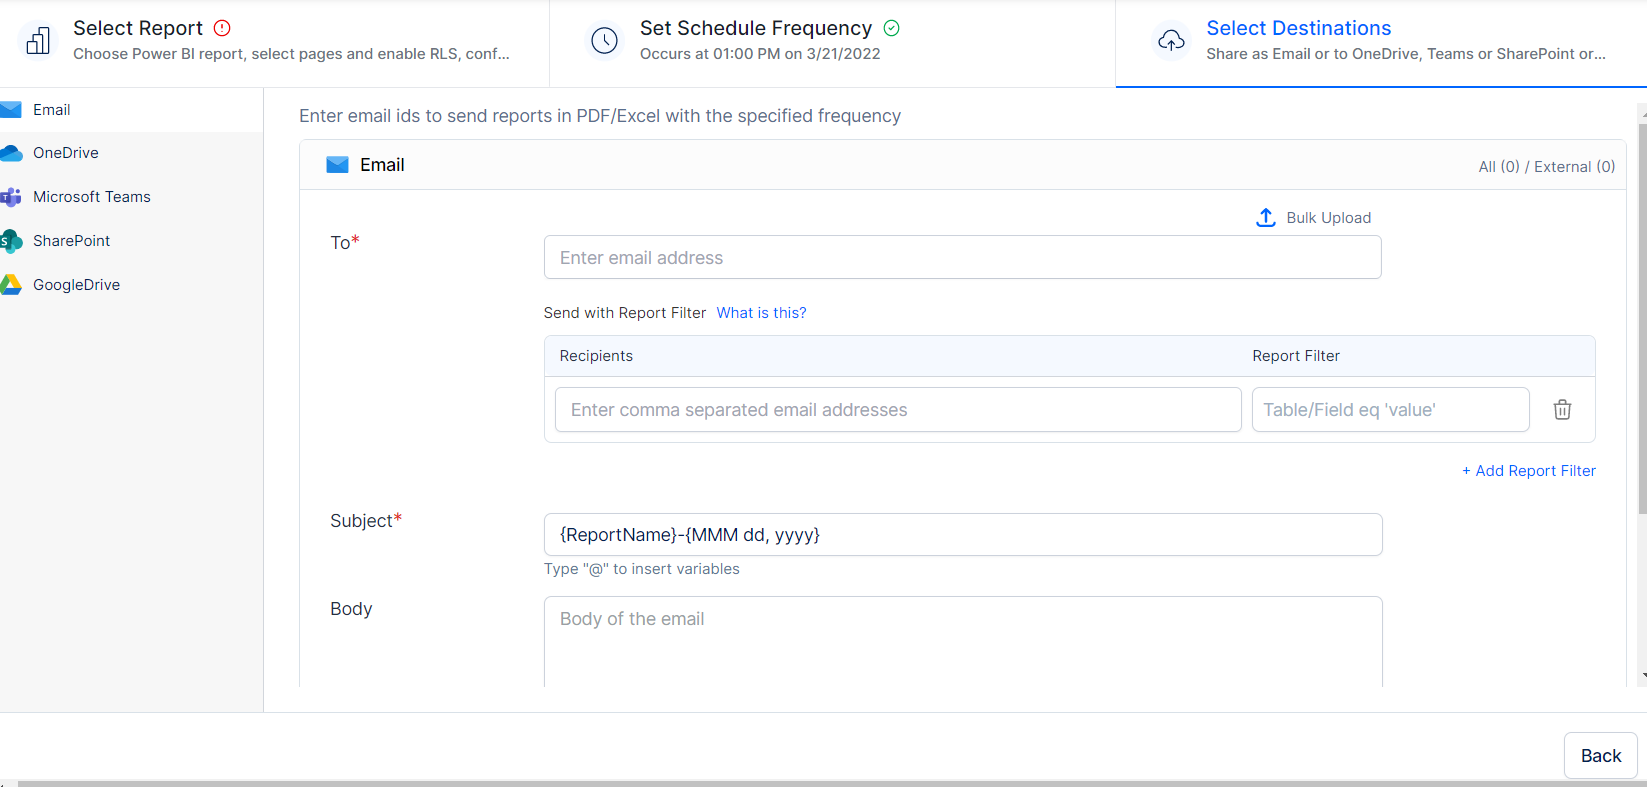 Select Report
Choose Power BI report, select pages and enable RLS, conf...
Set Schedule Frequency
Occurs at 01:00 PM on 3/21/2022
Select Destinations
Share as Email or to OneDrive, Teams or SharePoint or...
Email
OneDrive
Microsoft Teams
SharePoint
GoogleDrive
Enter email ids to send reports in PDF/Excel with the specified frequency
Email
All (0) / External (0)
Bulk Upload
To*
Enter email address
Send with Report Filter What is this?
Recipients Report Filter
Enter comma separated email addresses Table/Field eq 'value'
+ Add Report Filter
Subject*
{ReportName}-{MMM dd, yyyy}
Type "@" to insert variables
Body
Body of the email
Back